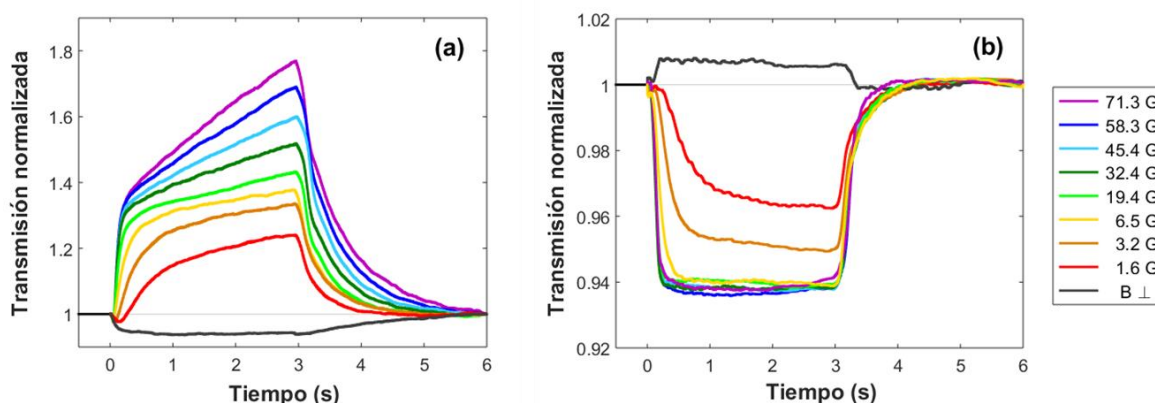 (a)
Transmisión normalizada
1.8
1.6
1.4
1.2
1
0 1 2 3 4 5 6
Tiempo (s)
(b)
Transmisión normalizada
1.02
1
0.98
0.96
0.94
0.92
0 1 2 3 4 5 6
Tiempo (s)
71.3 G
58.3 G
45.4 G
32.4 G
19.4 G
6.5 G
3.2 G
1.6 G
B ⊥